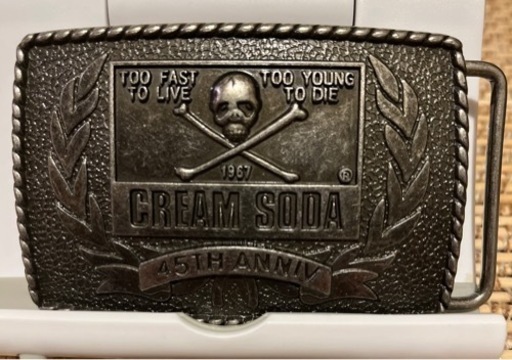 TOO FAST TOO YOUNG
TO LIVE TO DIE
1967
®
CREAM SODA
45TH ANNIV